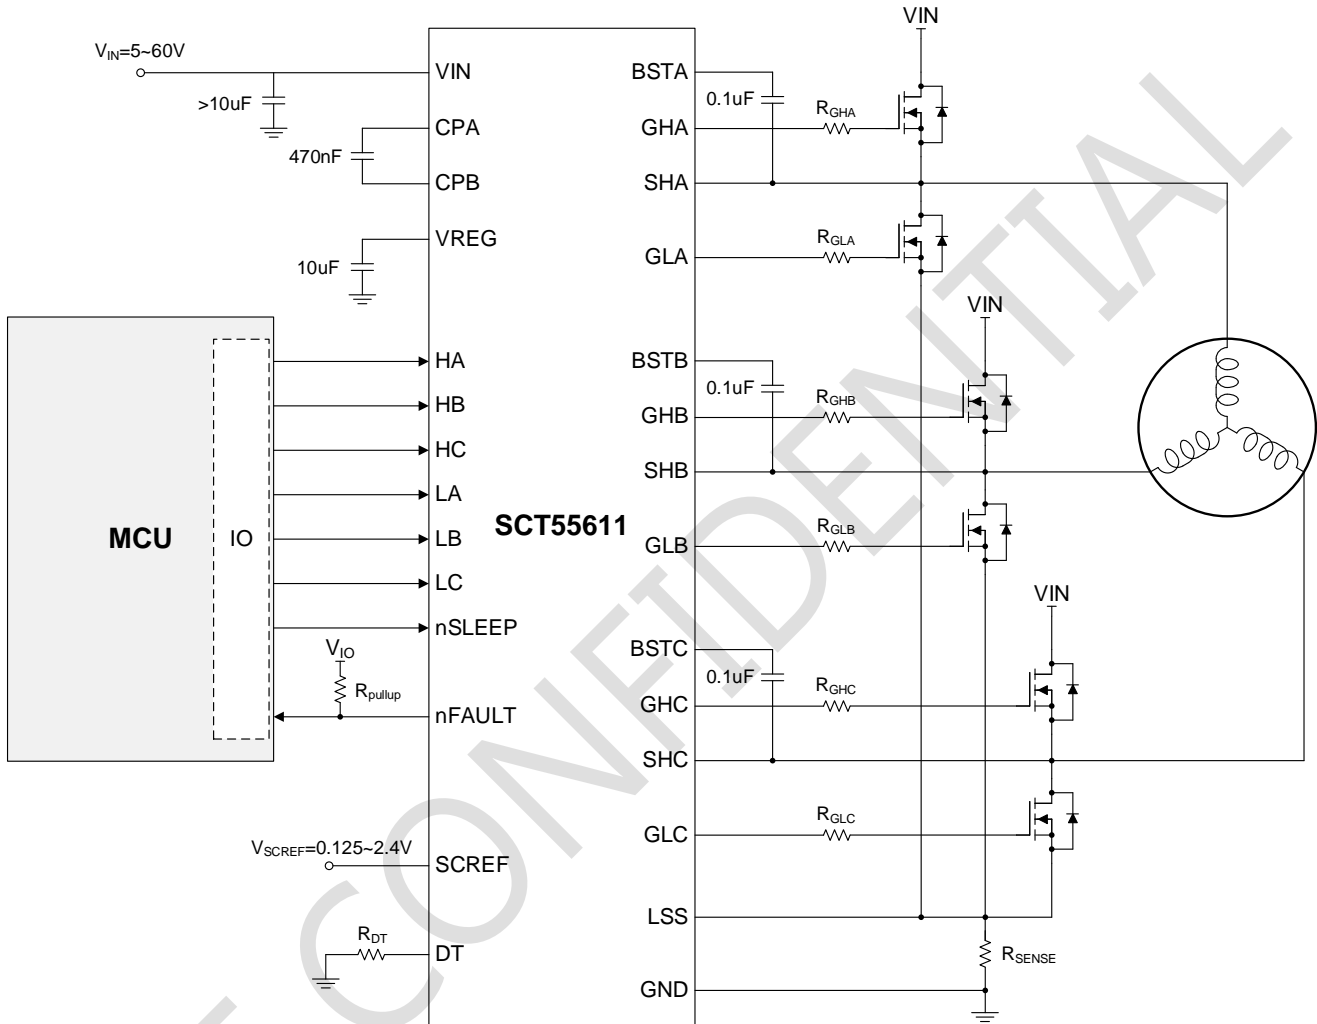 VIN
V_IN=5~60V
VIN
BSTA
>10uF
0.1uF
R_GHA
CPA
GHA
470nF
CPB
SHA
VREG
R_GLA
GLA
10uF
VIN
HA
BSTB
0.1uF
R_GHB
HB
GHB
HC
SHB
LA
SCT55611
MCU
IO
LB
R_GLB
GLB
LC
VIN
nSLEEP
BSTC
V_IO
0.1uF
R_GHC
R_pullup
nFAULT
GHC
SHC
R_GLC
GLC
V_SCREF=0.125~2.4V
SCREF
LSS
R_DT
DT
R_SENSE
GND
CONFIDENTIAL